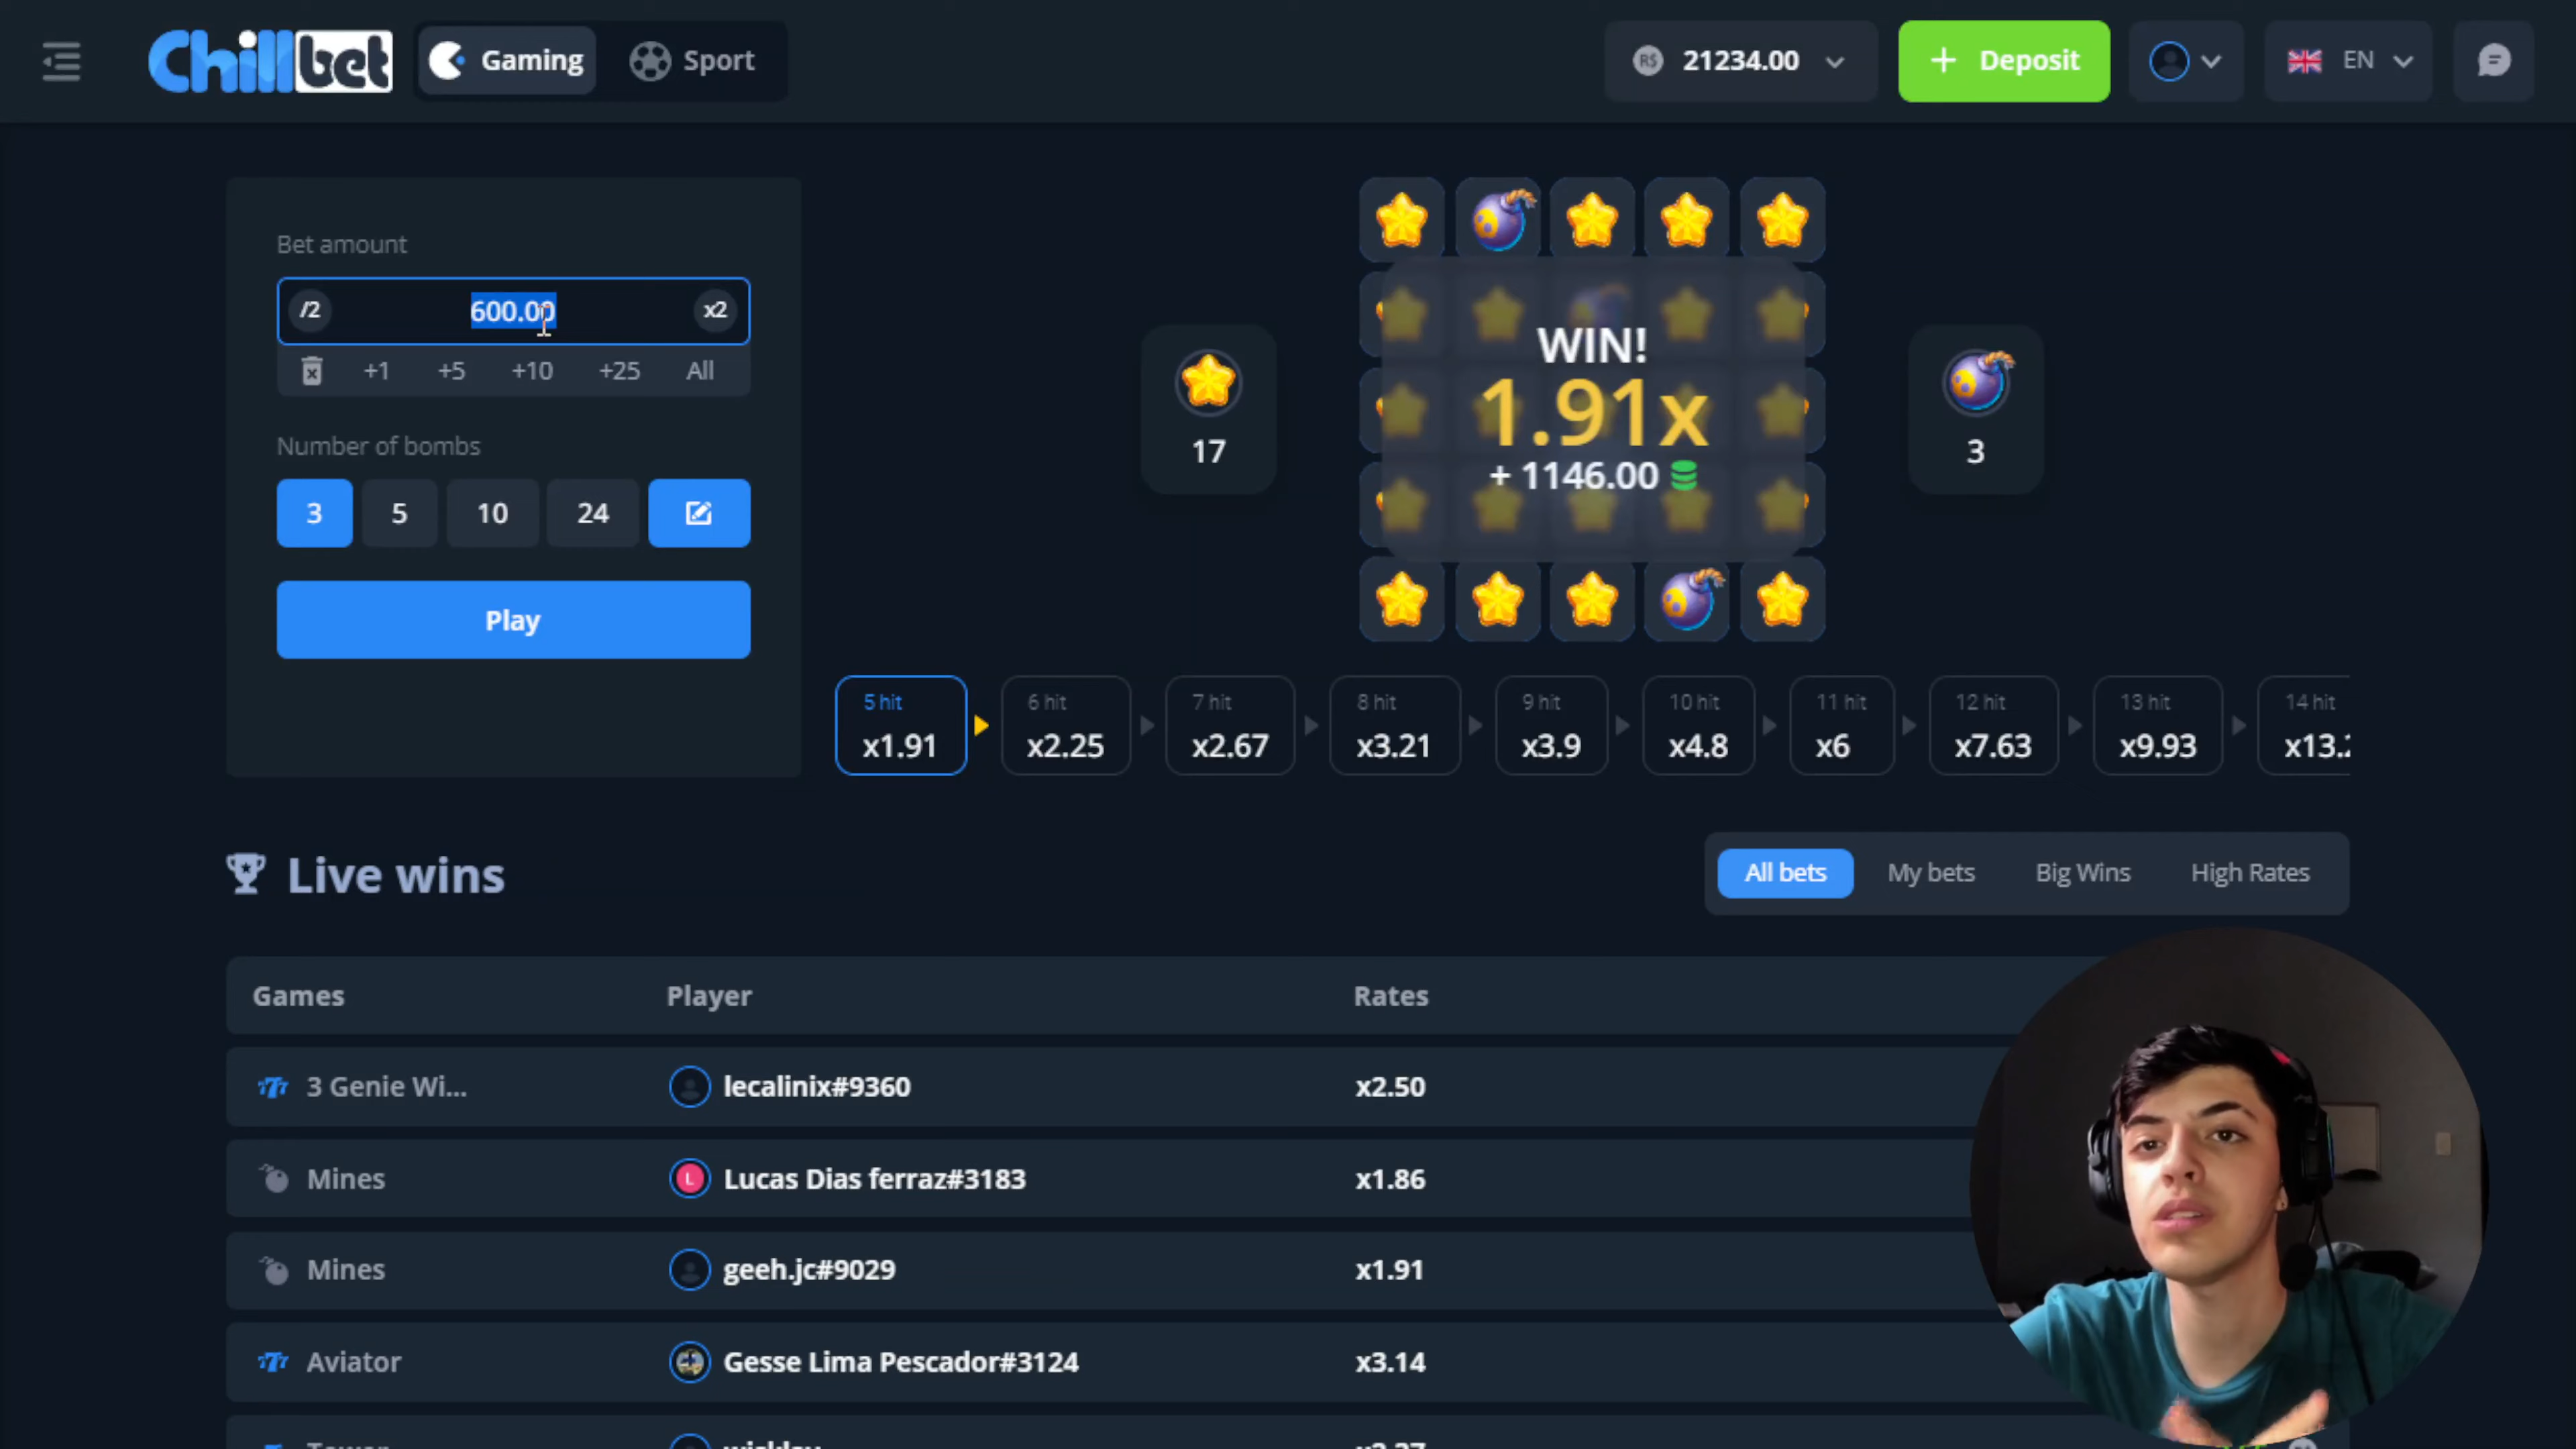 Chillbet
Gaming
Sport
R$ 21234.00
+ Deposit
EN
Bet amount
/2
600.00
x2
+1
+5
+10
+25
All
Number of bombs
3
5
10
24
Play
17
WIN!
1.91x
+ 1146.00
3
5 hit
x1.91
6 hit
x2.25
7 hit
x2.67
8 hit
x3.21
9 hit
x3.9
10 hit
x4.8
11 hit
x6
12 hit
x7.63
13 hit
x9.93
14 hit
x13.2
Live wins
All bets
My bets
Big Wins
High Rates
Games
Player
Rates
3 Genie Wi...
lecalinix#9360
x2.50
Mines
L
Lucas Dias ferraz#3183
x1.86
Mines
geeh.jc#9029
x1.91
Aviator
Gesse Lima Pescador#3124
x3.14